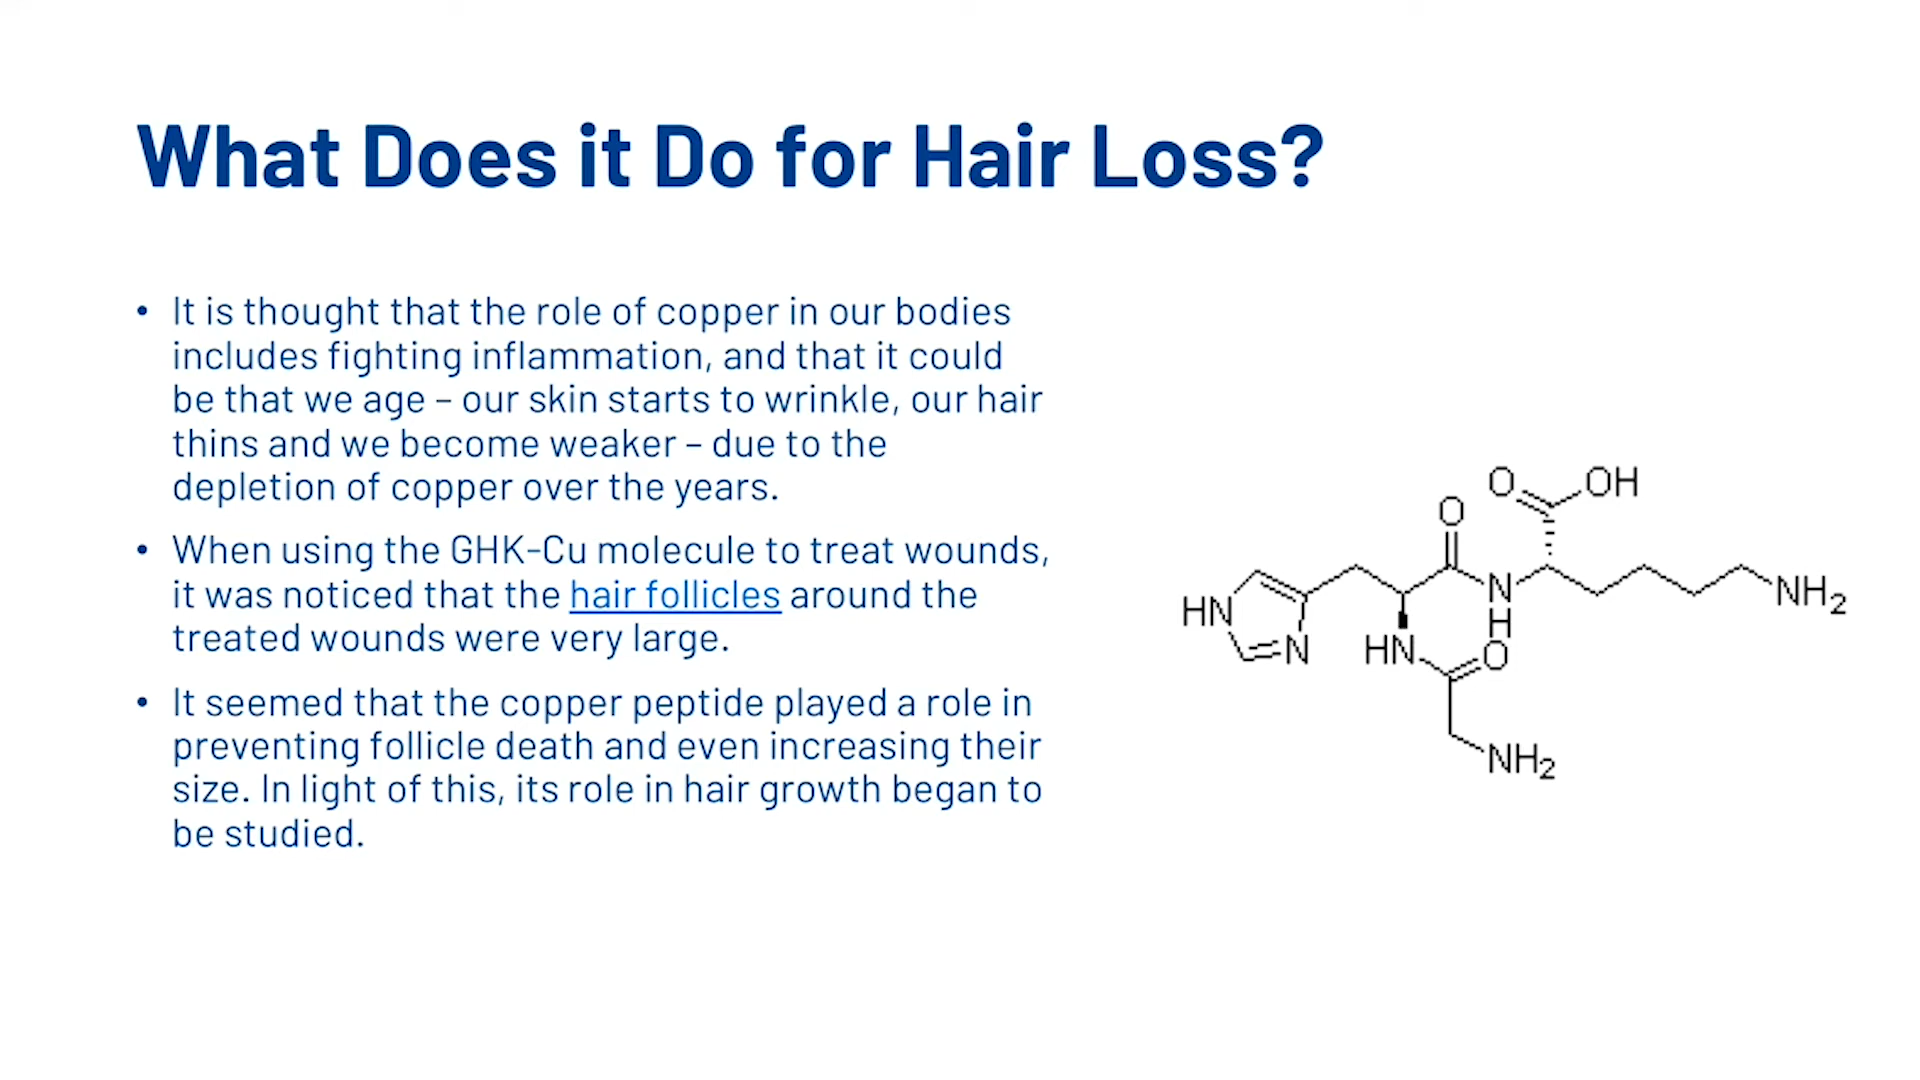 What Does it Do for Hair Loss?
• It is thought that the role of copper in our bodies
includes fighting inflammation, and that it could
be that we age – our skin starts to wrinkle, our hair
thins and we become weaker – due to the
depletion of copper over the years.
• When using the GHK-Cu molecule to treat wounds,
it was noticed that the hair follicles around the
treated wounds were very large.
• It seemed that the copper peptide played a role in
preventing follicle death and even increasing their
size. In light of this, its role in hair growth began to
be studied.
O OH
O
HN N H NH2
N HN O
NH2